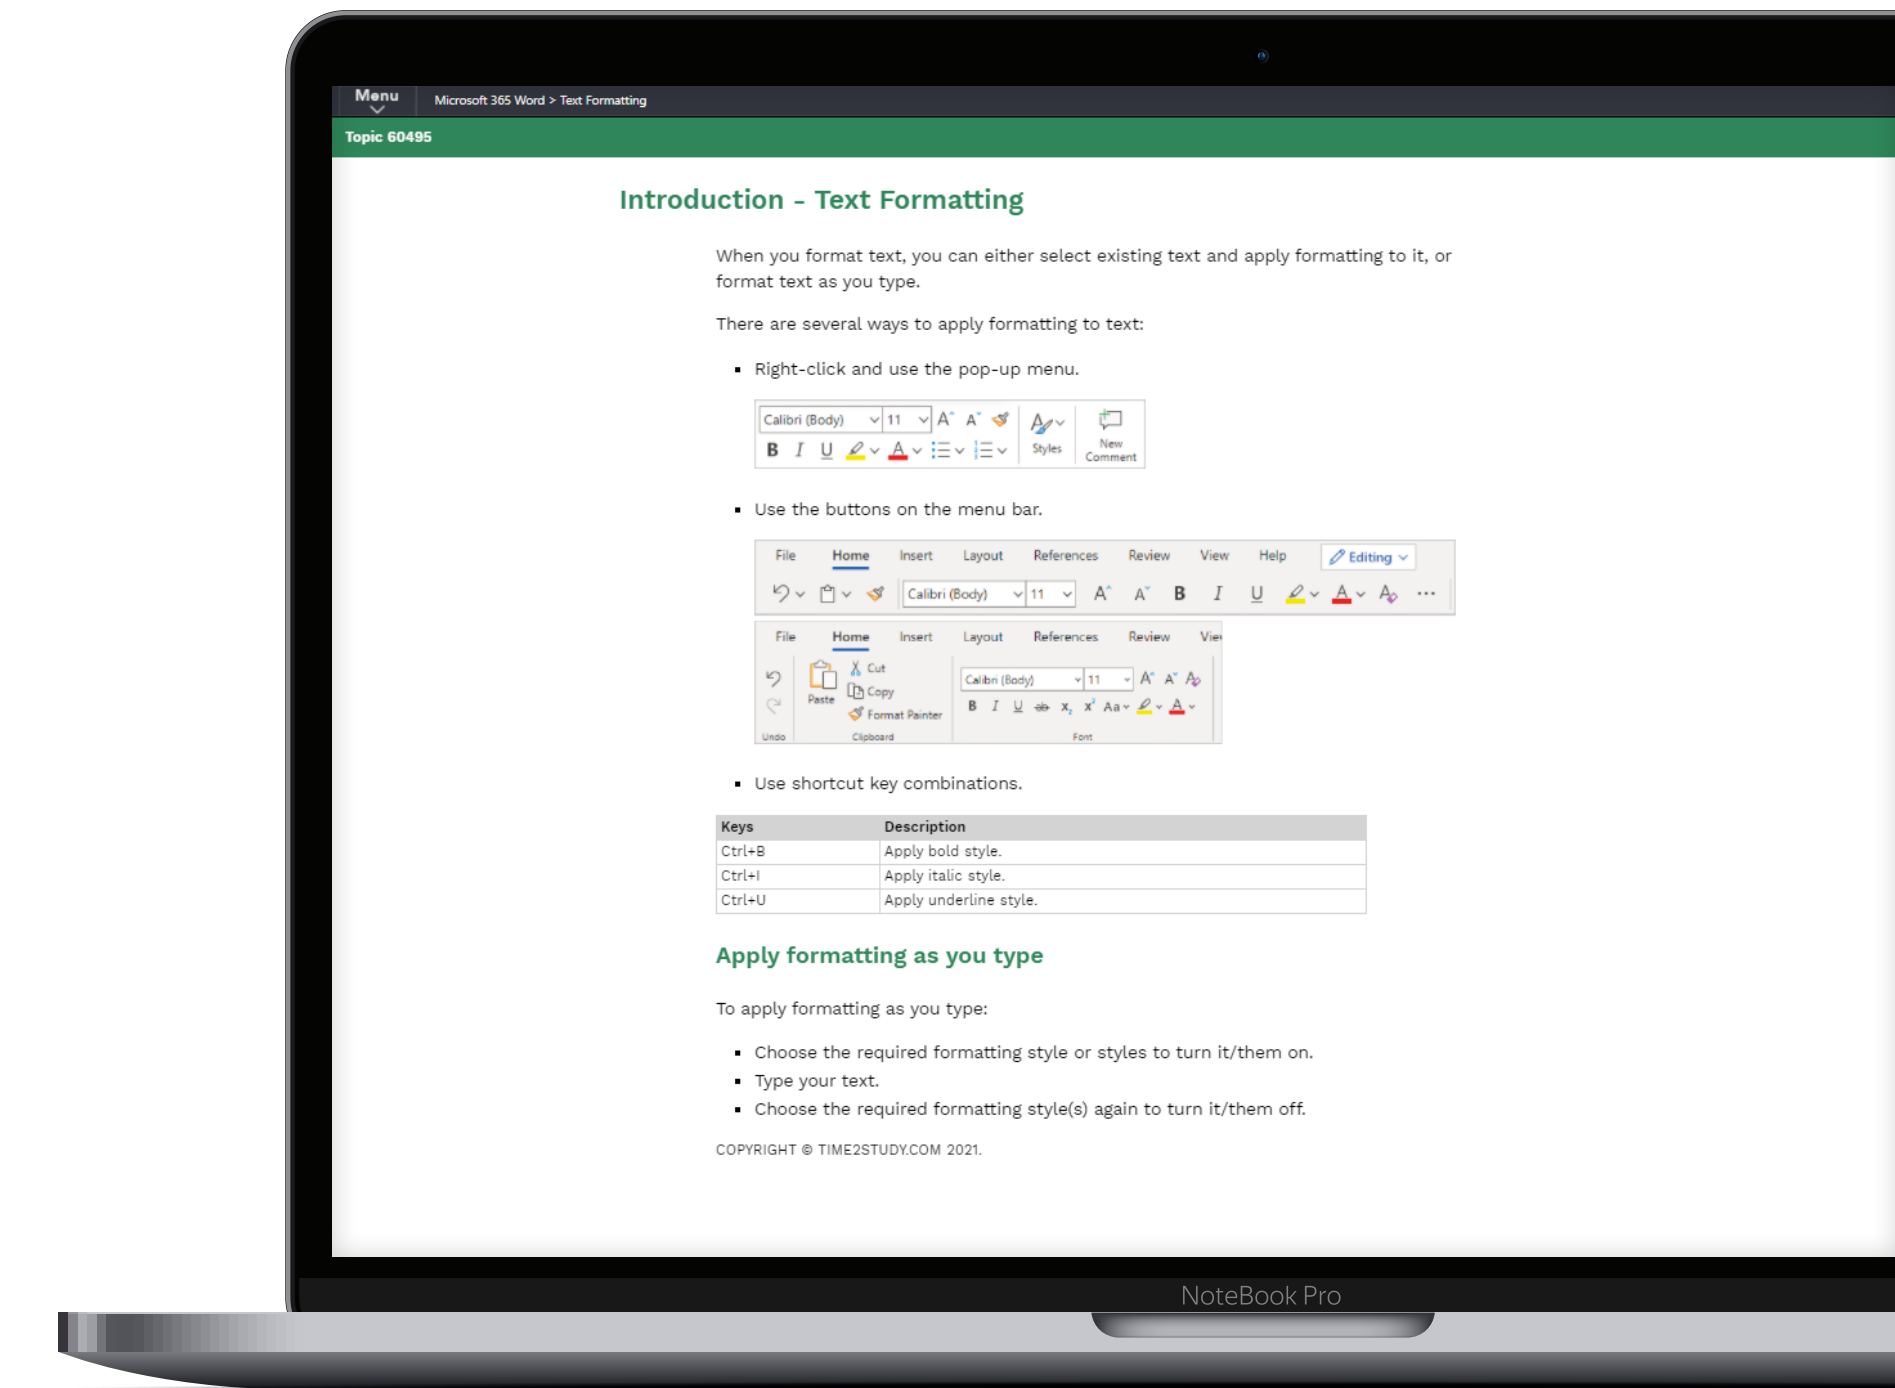 Menu
Microsoft 365 Word > Text Formatting
Topic 60495
Introduction - Text Formatting
When you format text, you can either select existing text and apply formatting to it, or
format text as you type.
There are several ways to apply formatting to text:
▪ Right-click and use the pop-up menu.
Calibri (Body) 11 A^ Aˇ
B I U A Styles New
Comment
▪ Use the buttons on the menu bar.
File Home Insert Layout References Review View Help Editing
Calibri (Body) 11 A^ Aˇ B I U A A ...
File Home Insert Layout References Review Vie
Cut
Paste Copy Calibri (Body) 11 A^ Aˇ A
Format Painter B I U ab x₂ x² Aa A
Undo Clipboard Font
▪ Use shortcut key combinations.
Keys Description
Ctrl+B Apply bold style.
Ctrl+I Apply italic style.
Ctrl+U Apply underline style.
Apply formatting as you type
To apply formatting as you type:
▪ Choose the required formatting style or styles to turn it/them on.
▪ Type your text.
▪ Choose the required formatting style(s) again to turn it/them off.
COPYRIGHT © TIME2STUDY.COM 2021.
NoteBook Pro